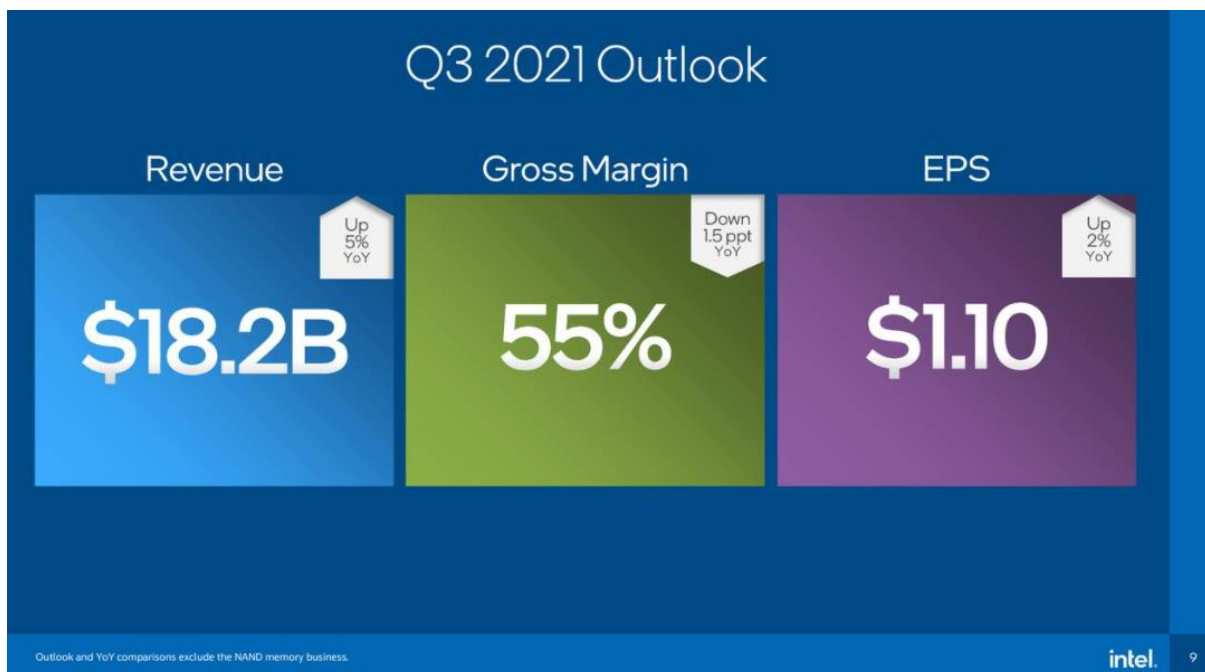 Q3 2021 Outlook
Revenue
Up
5%
YoY
$18.2B
Gross Margin
Down
1.5 ppt
YoY
55%
EPS
Up
2%
YoY
$1.10
Outlook and YoY comparisons exclude the NAND memory business.
intel.
9